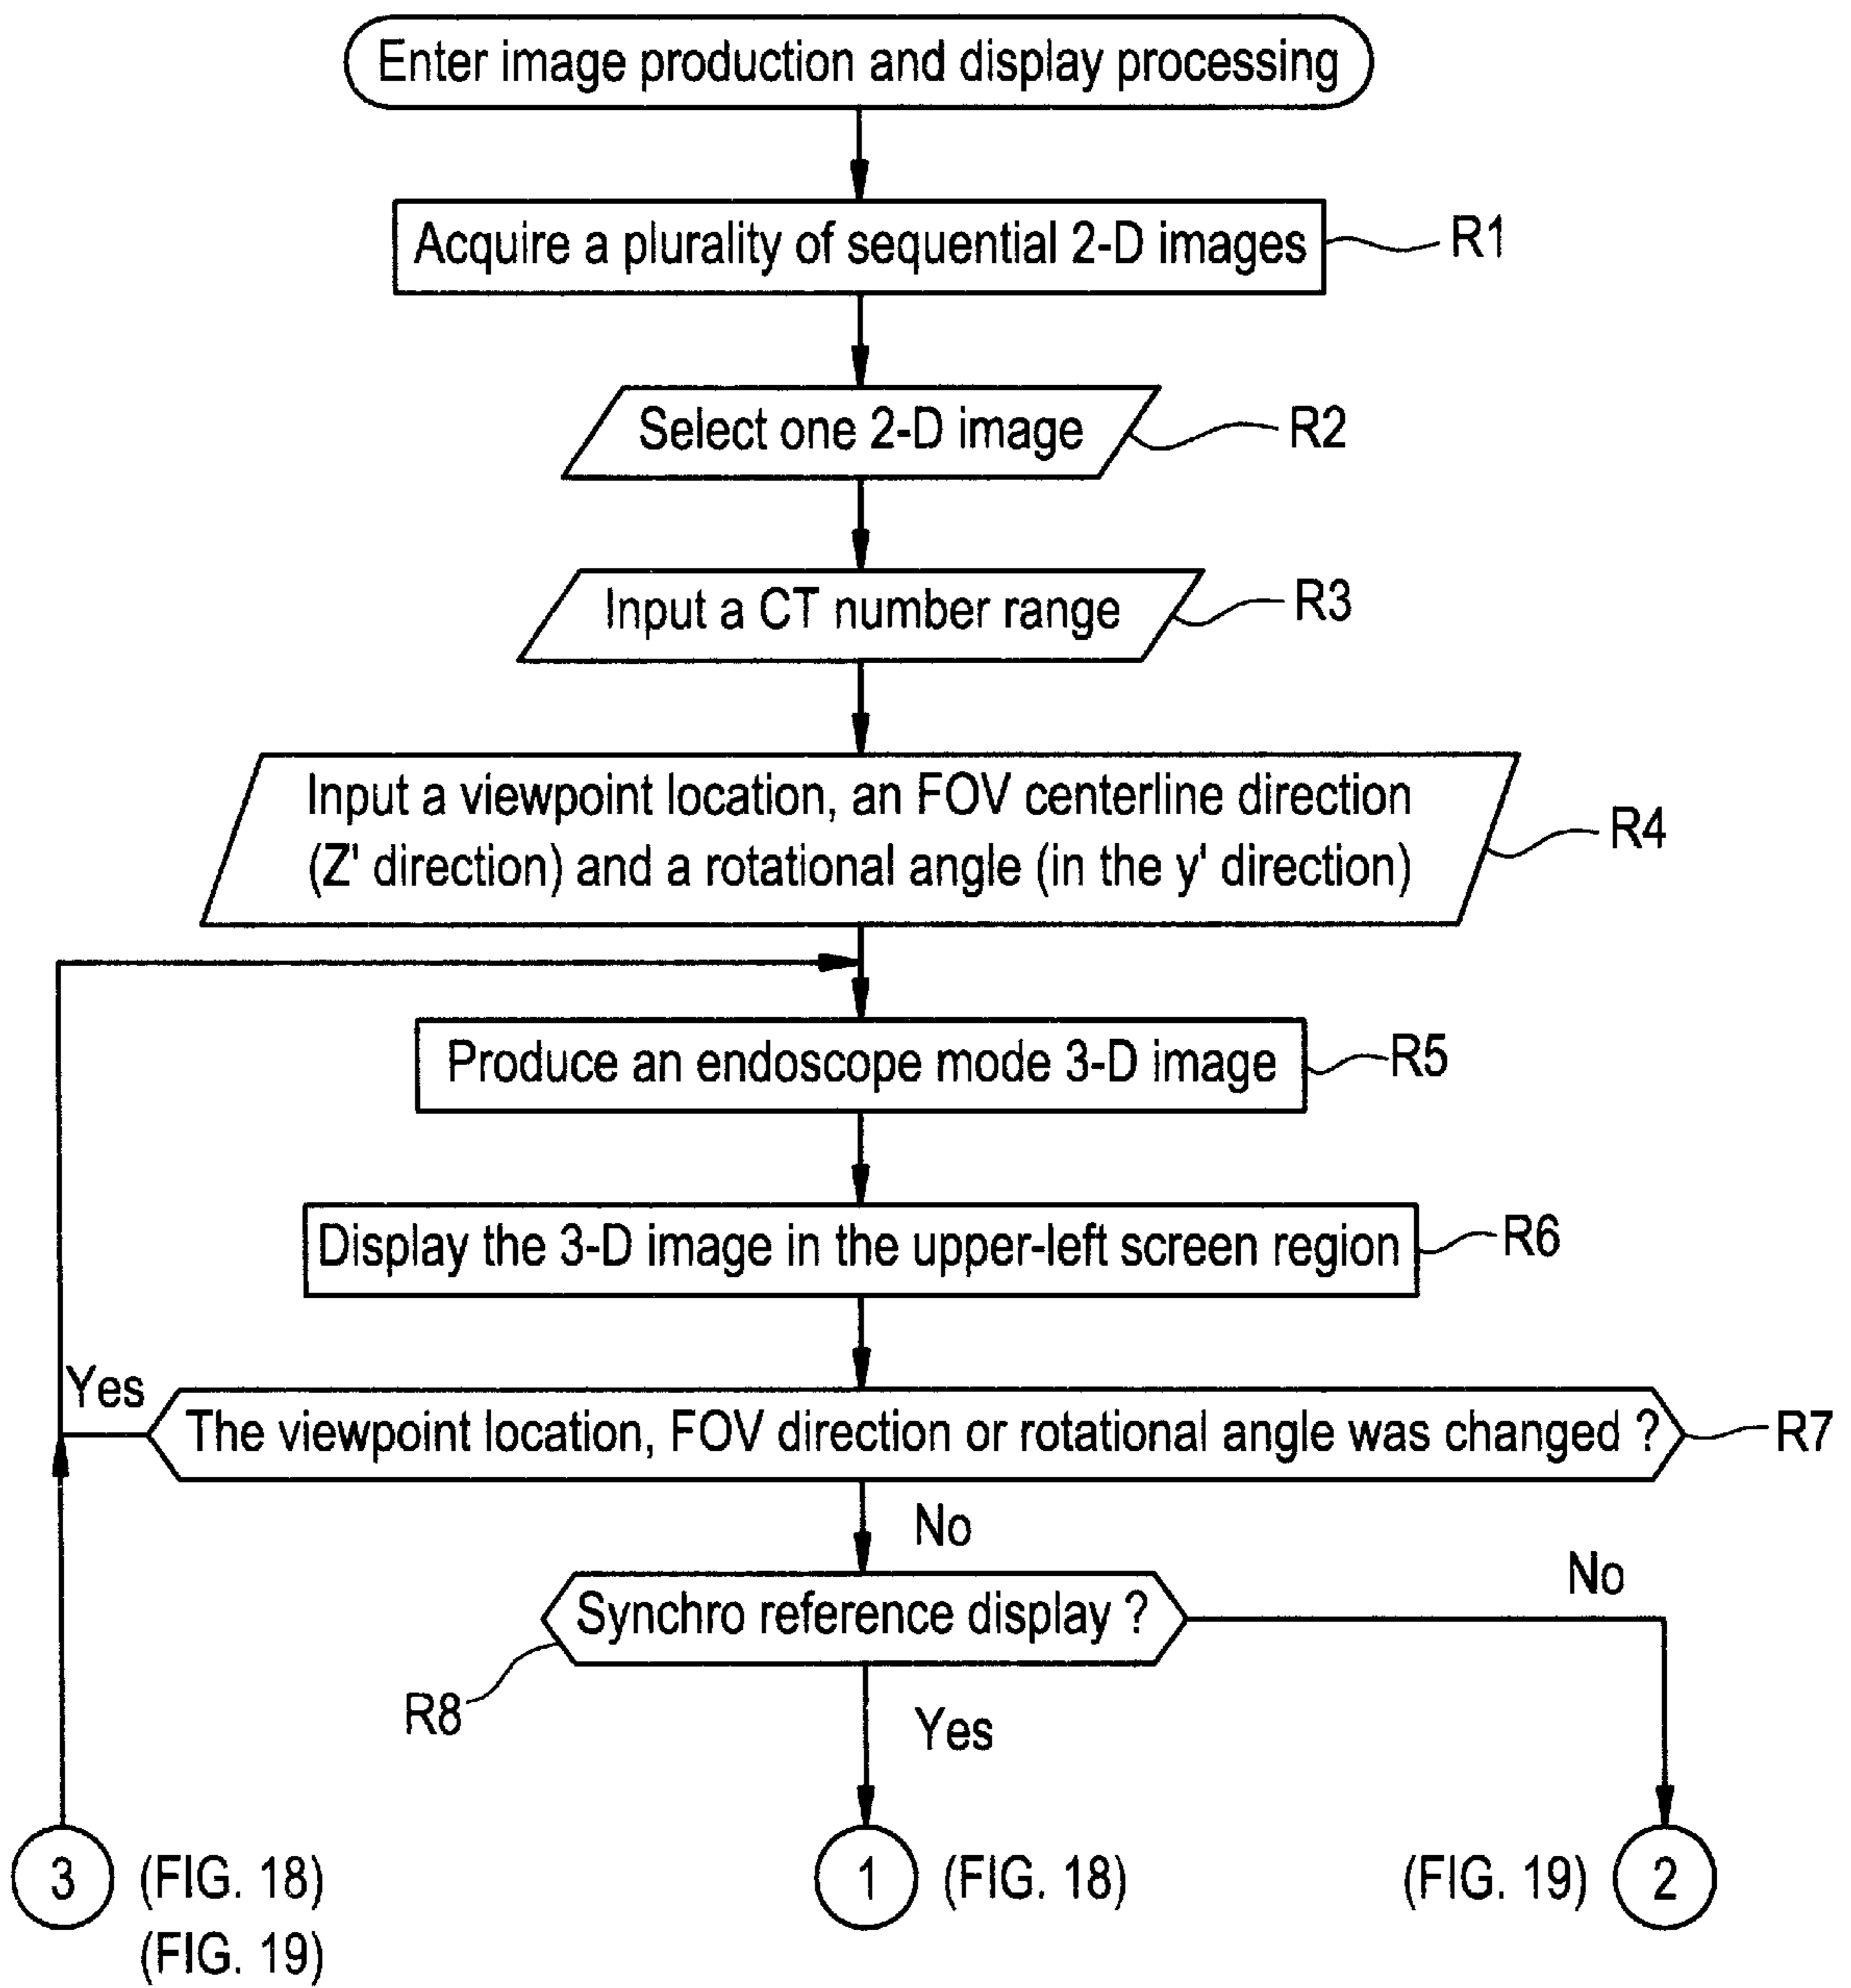 Enter image production and display processing
Acquire a plurality of sequential 2-D images
R1
Select one 2-D image
R2
Input a CT number range
R3
Input a viewpoint location, an FOV centerline direction
(Z' direction) and a rotational angle (in the y' direction)
R4
Produce an endoscope mode 3-D image
R5
Display the 3-D image in the upper-left screen region
R6
Yes
The viewpoint location, FOV direction or rotational angle was changed ?
R7
No
Synchro reference display ?
No
R8
Yes
3
(FIG. 18)
(FIG. 19)
1
(FIG. 18)
(FIG. 19)
2